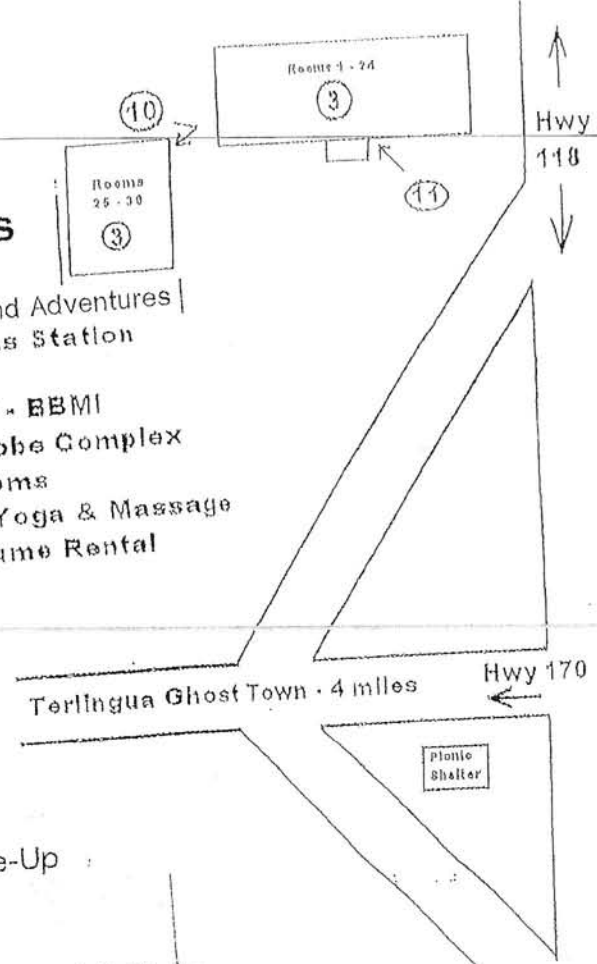 Rooms 1 - 24
3
10
Hwy
118
11
Rooms
25 - 30
3
s
nd Adventures
s Station
- BBMI
obe Complex
oms
Yoga & Massage
ume Rental
Terlingua Ghost Town - 4 miles
Hwy 170
Picnic
Shelter
e-Up